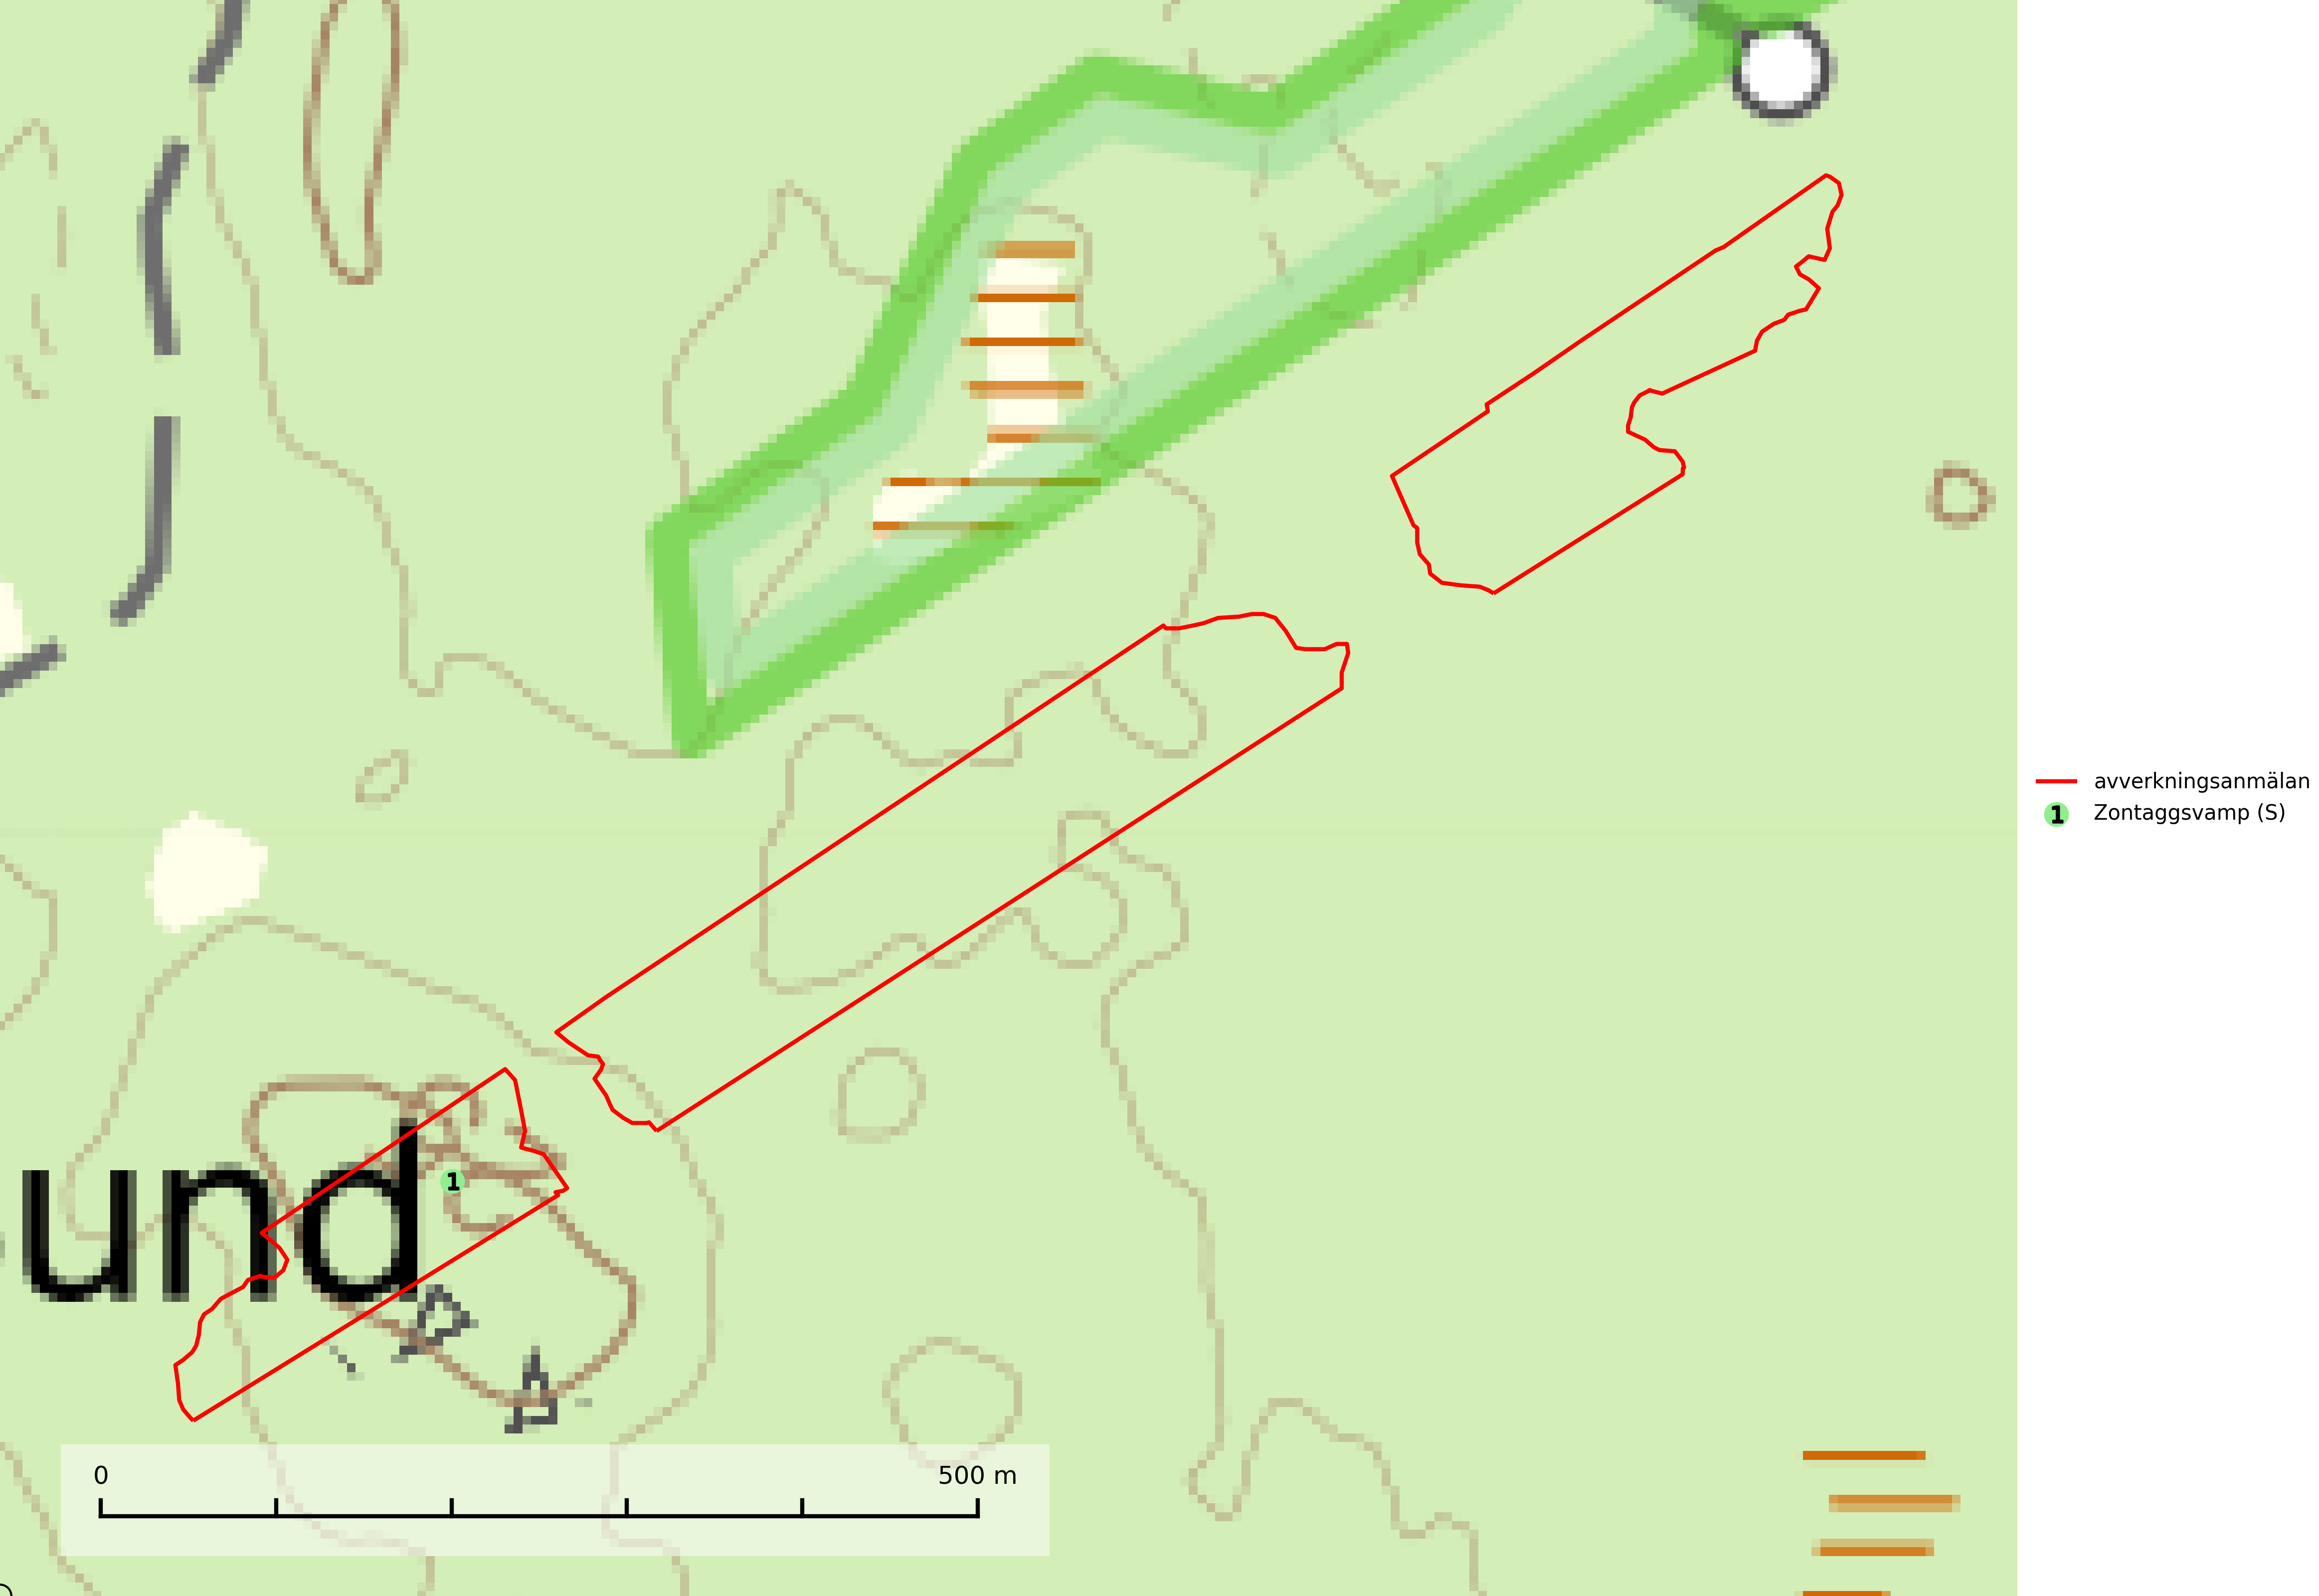 avverkningsanmälan
1 Zontaggsvamp (S)
1
und
0 500 m